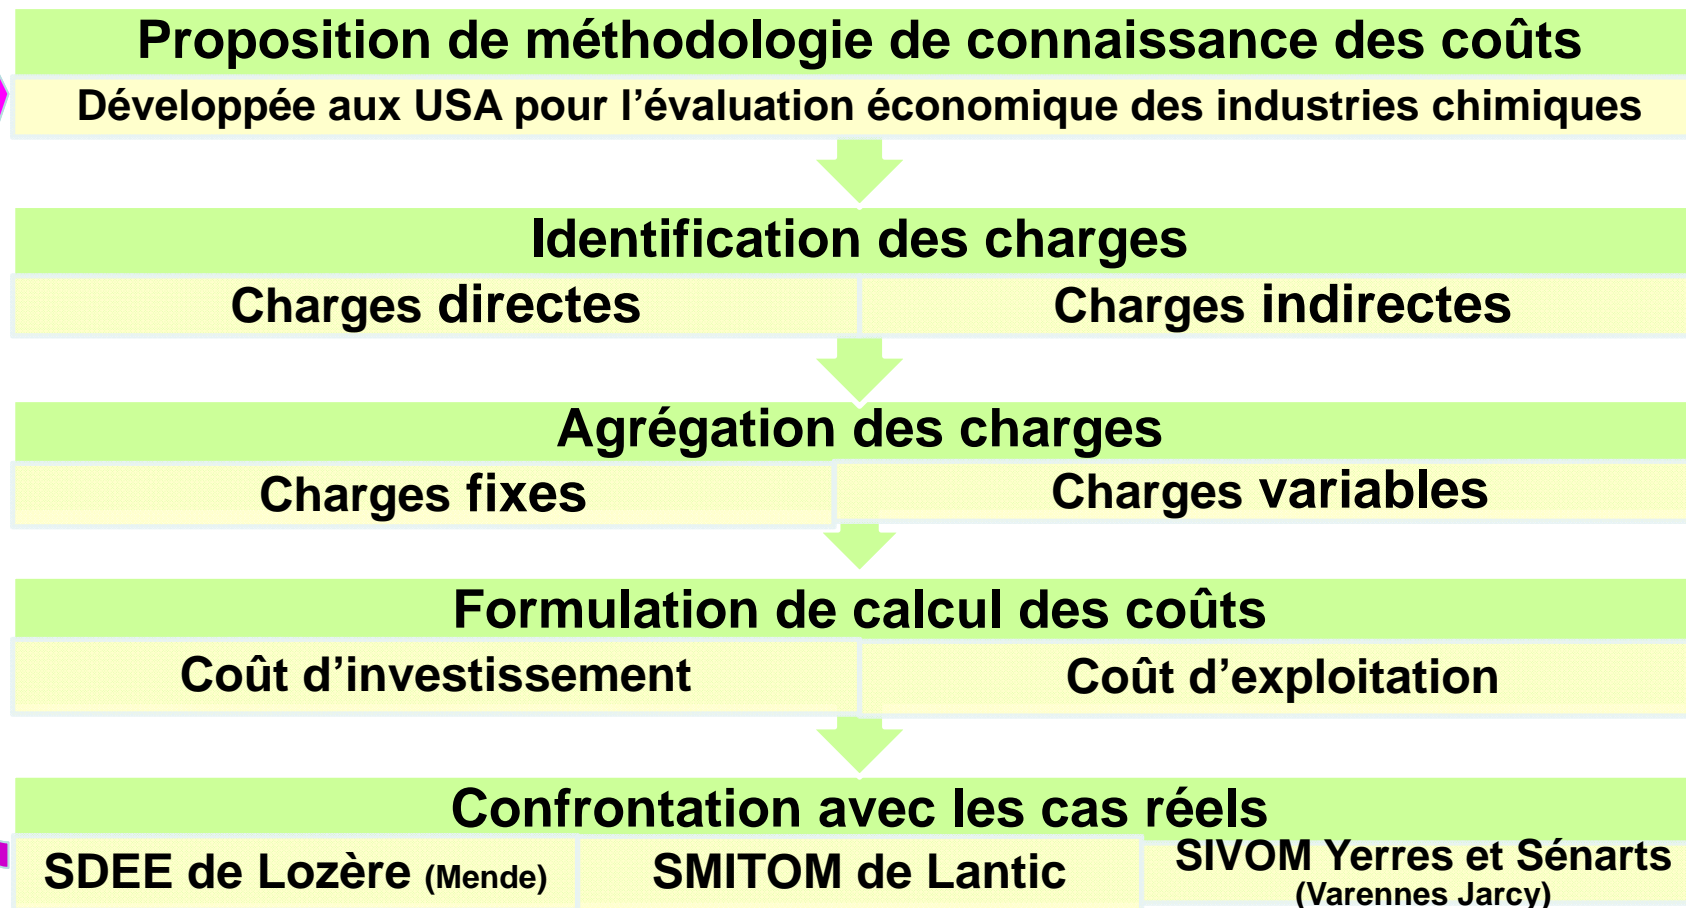 Proposition de méthodologie de connaissance des coûts
Développée aux USA pour l’évaluation économique des industries chimiques
Identification des charges
Charges directes
Charges indirectes
Agrégation des charges
Charges fixes
Charges variables
Formulation de calcul des coûts
Coût d’investissement
Coût d’exploitation
Confrontation avec les cas réels
SDEE de Lozère (Mende)
SMITOM de Lantic
SIVOM Yerres et Sénarts
(Varennes Jarcy)